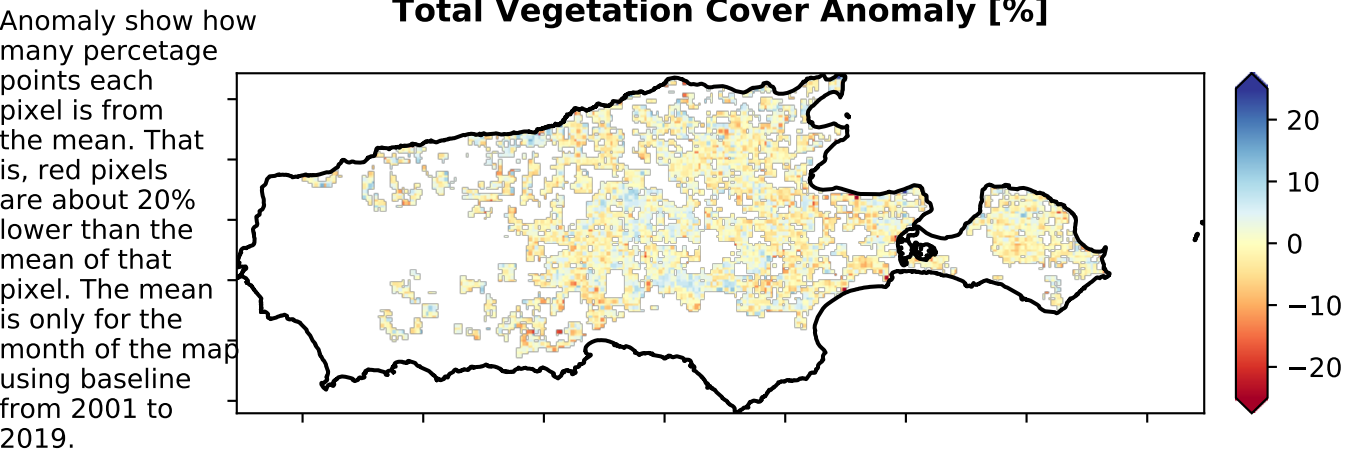 Total Vegetation Cover Anomaly [%]
Anomaly show how
many percetage
points each
pixel is from
the mean. That
is, red pixels
are about 20%
lower than the
mean of that
pixel. The mean
is only for the
month of the map
using baseline
from 2001 to
2019.
20
10
0
−10
−20